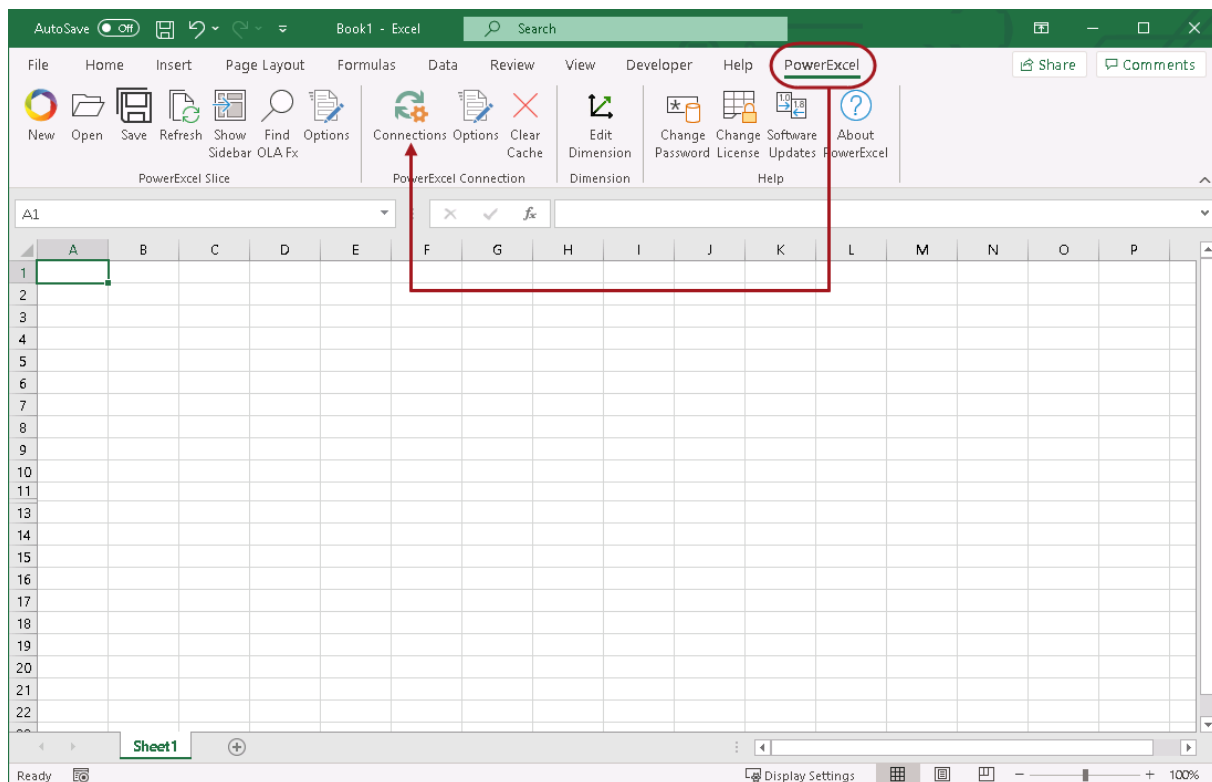 AutoSave Off Book1 - Excel Search
File Home Insert Page Layout Formulas Data Review View Developer Help PowerExcel Share Comments
New Open Save Refresh Show Sidebar Find OLA Fx Options Connections Options Clear Cache Edit Dimension Change Password Change License Software Updates About PowerExcel
PowerExcel Slice PowerExcel Connection Dimension Help
A1 fx
A B C D E F G H I J K L M N O P
1
2
3
4
5
6
7
8
9
10
11
13
14
15
16
17
18
19
20
21
22
Sheet1
Ready Display Settings 100%